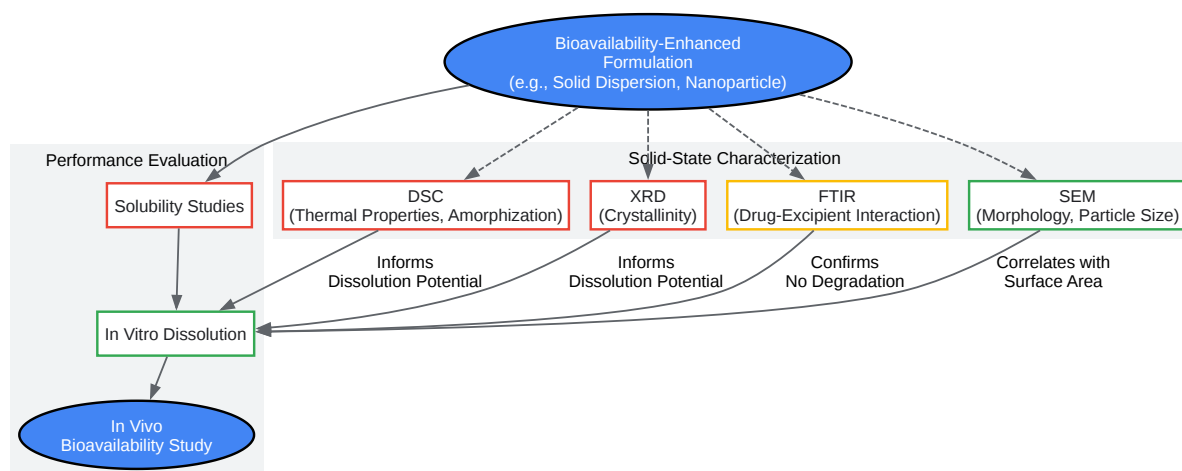 Bioavailability-Enhanced
Formulation
(e.g., Solid Dispersion, Nanoparticle)
Performance Evaluation
Solid-State Characterization
Solubility Studies
DSC
(Thermal Properties, Amorphization)
XRD
(Crystallinity)
FTIR
(Drug-Excipient Interaction)
SEM
(Morphology, Particle Size)
Informs
Dissolution Potential
Informs
Dissolution Potential
Confirms
No Degradation
Correlates with
Surface Area
In Vitro Dissolution
In Vivo
Bioavailability Study